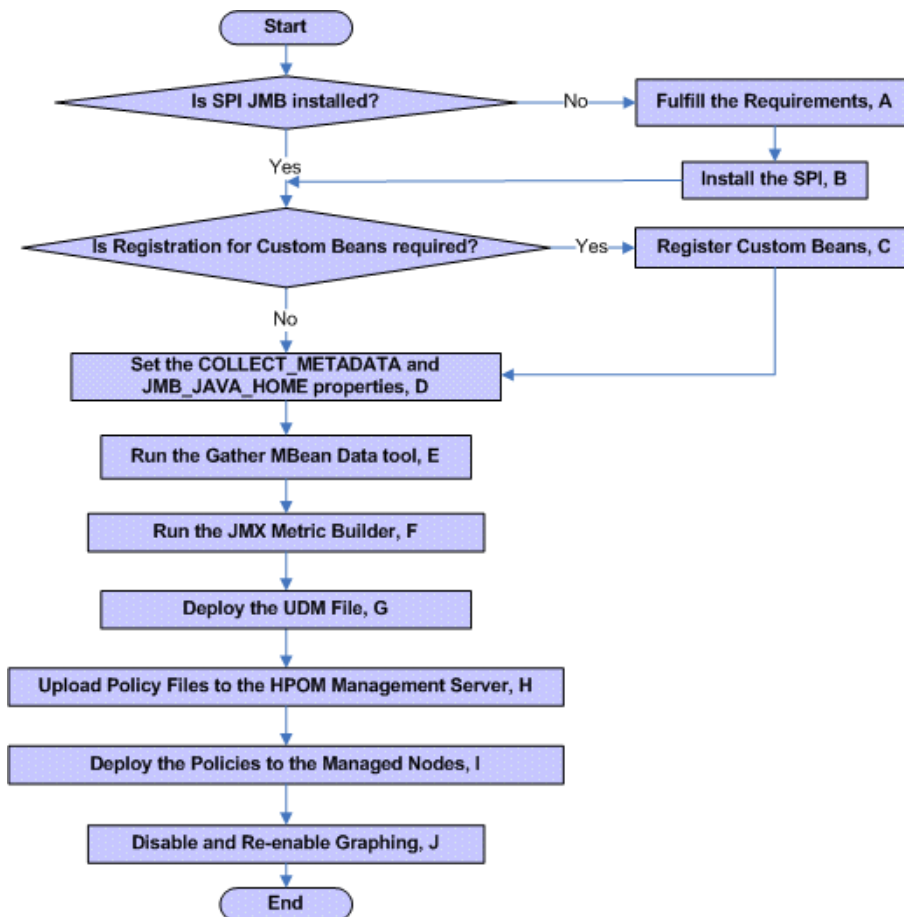 Start
Is SPI JMB installed?
No
Fulfill the Requirements, A
Yes
Install the SPI, B
Is Registration for Custom Beans required?
Yes
Register Custom Beans, C
No
Set the COLLECT_METADATA and
JMB_JAVA_HOME properties, D
Run the Gather MBean Data tool, E
Run the JMX Metric Builder, F
Deploy the UDM File, G
Upload Policy Files to the HPOM Management Server, H
Deploy the Policies to the Managed Nodes, I
Disable and Re-enable Graphing, J
End